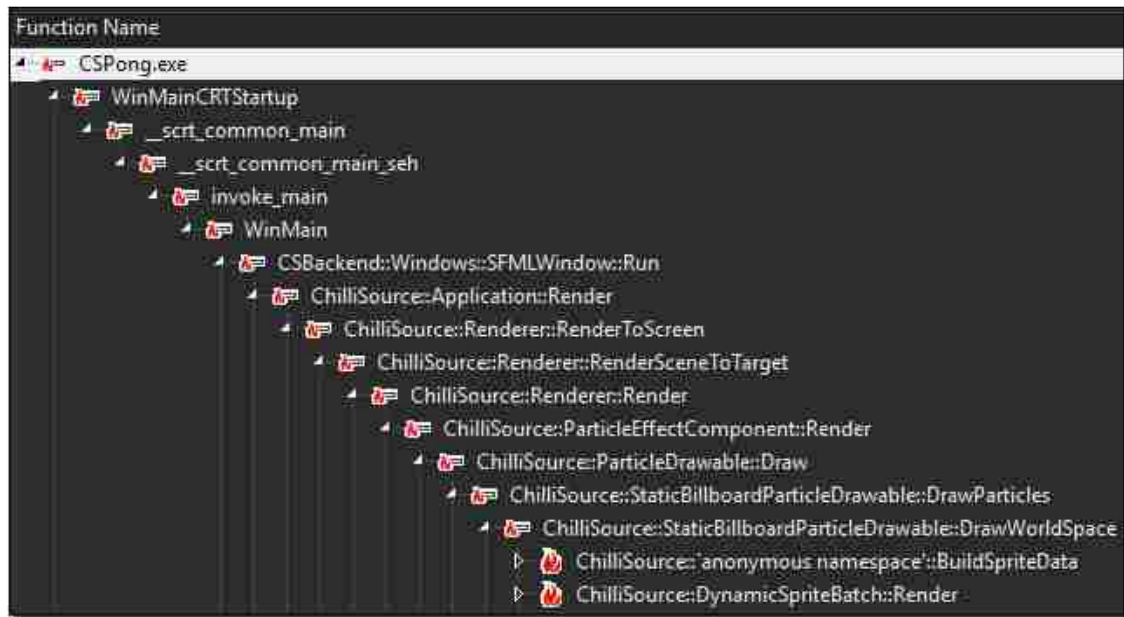 Function Name
CSPong.exe
WinMainCRTStartup
__scrt_common_main
__scrt_common_main_seh
invoke_main
WinMain
CSBackend::Windows::SFMLWindow::Run
ChilliSource::Application::Render
ChilliSource::Renderer::RenderToScreen
ChilliSource::Renderer::RenderSceneToTarget
ChilliSource::Renderer::Render
ChilliSource::ParticleEffectComponent::Render
ChilliSource::ParticleDrawable::Draw
ChilliSource::StaticBillboardParticleDrawable::DrawParticles
ChilliSource::StaticBillboardParticleDrawable::DrawWorldSpace
ChilliSource::`anonymous namespace'::BuildSpriteData
ChilliSource::DynamicSpriteBatch::Render